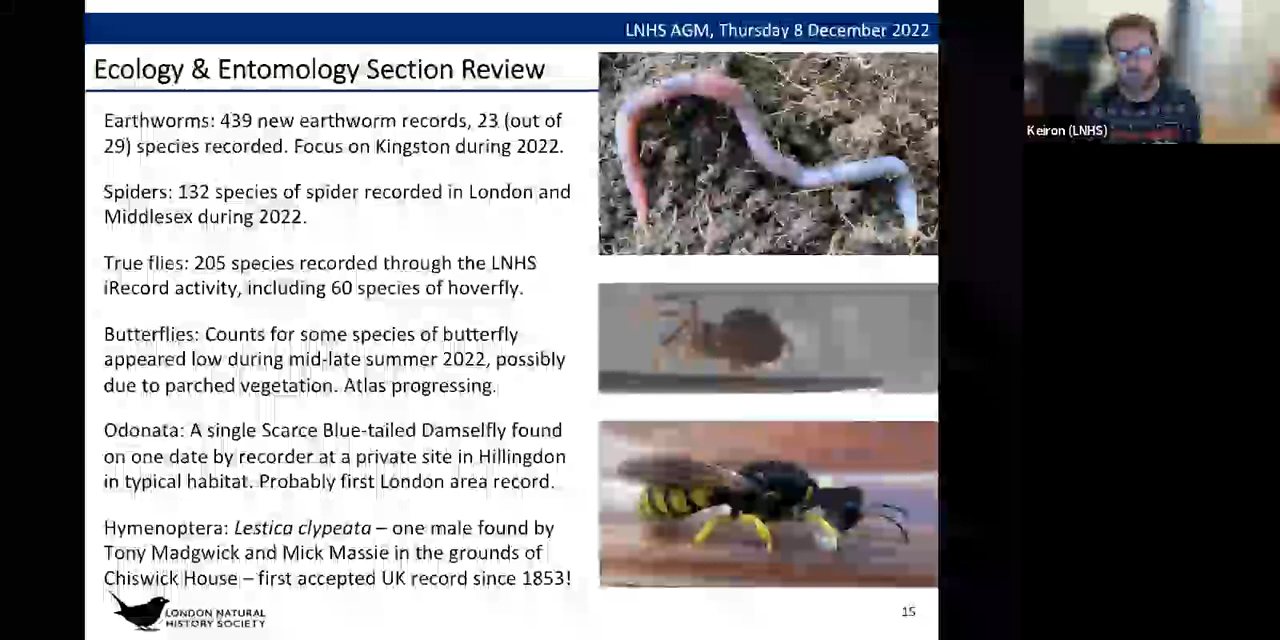 LNHS AGM, Thursday 8 December 2022
Ecology & Entomology Section Review
Earthworms: 439 new earthworm records, 23 (out of
29) species recorded. Focus on Kingston during 2022.
Spiders: 132 species of spider recorded in London and
Middlesex during 2022.
True flies: 205 species recorded through the LNHS
iRecord activity, including 60 species of hoverfly.
Butterflies: Counts for some species of butterfly
appeared low during mid-late summer 2022, possibly
due to parched vegetation. Atlas progressing.
Odonata: A single Scarce Blue-tailed Damselfly found
on one date by recorder at a private site in Hillingdon
in typical habitat. Probably first London area record.
Hymenoptera: Lestica clypeata – one male found by
Tony Madgwick and Mick Massie in the grounds of
Chiswick House – first accepted UK record since 1853!
LONDON NATURAL
HISTORY SOCIETY
15
Keiron (LNHS)